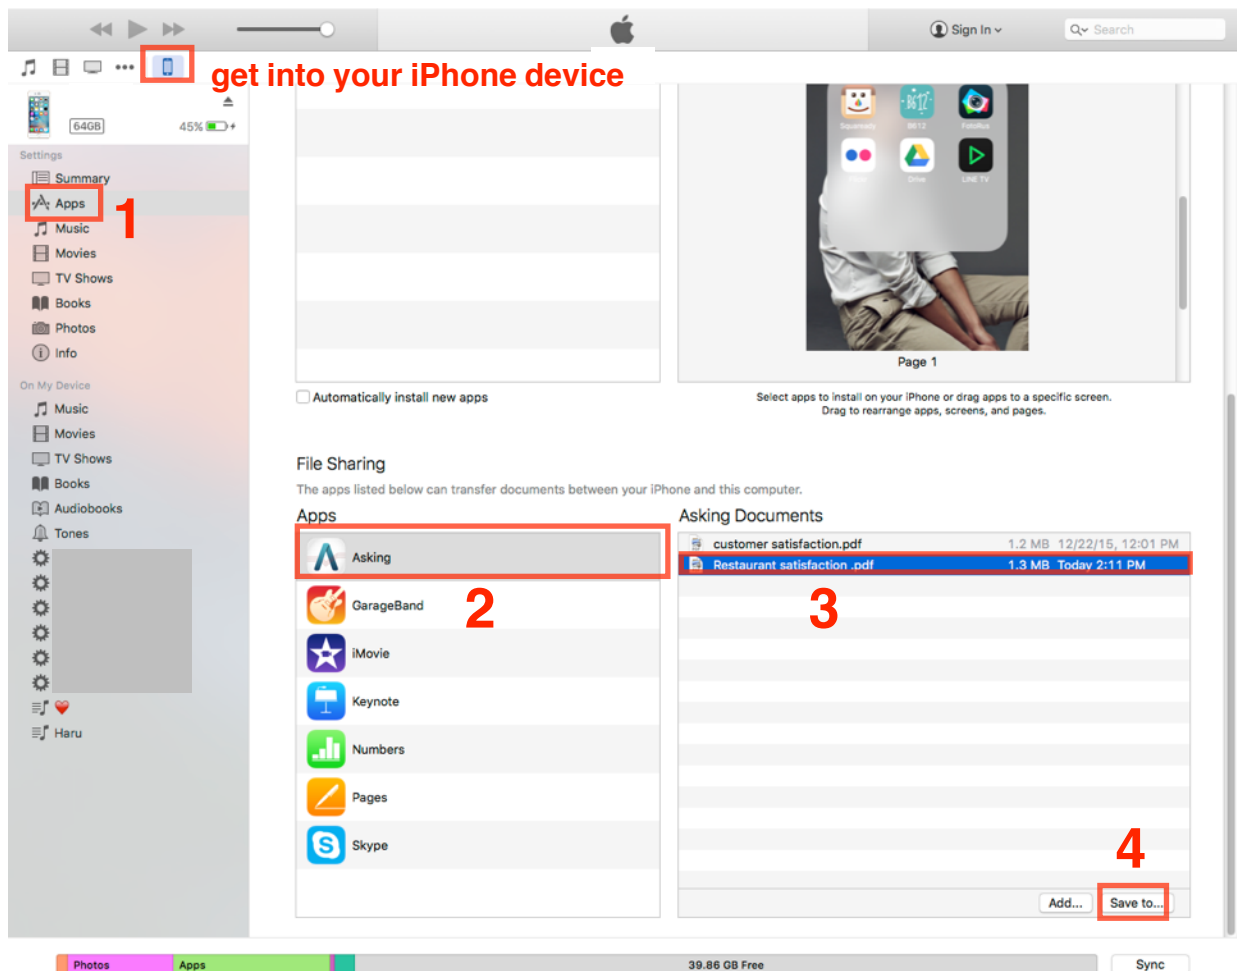 Sign In
Search
get into your iPhone device
64GB
45%
Settings
Summary
Apps
1
Music
Movies
TV Shows
Books
Photos
Info
On My Device
Music
Movies
TV Shows
Books
Audiobooks
Tones
Haru
Squaready
B612
FotoRus
Drive
LINE TV
Page 1
Automatically install new apps
Select apps to install on your iPhone or drag apps to a specific screen.
Drag to rearrange apps, screens, and pages.
File Sharing
The apps listed below can transfer documents between your iPhone and this computer.
Apps
Asking
GarageBand
2
iMovie
Keynote
Numbers
Pages
Skype
Asking Documents
customer satisfaction.pdf 1.2 MB 12/22/15, 12:01 PM
Restaurant satisfaction .pdf 1.3 MB Today 2:11 PM
3
4
Add...
Save to...
Photos
Apps
39.86 GB Free
Sync